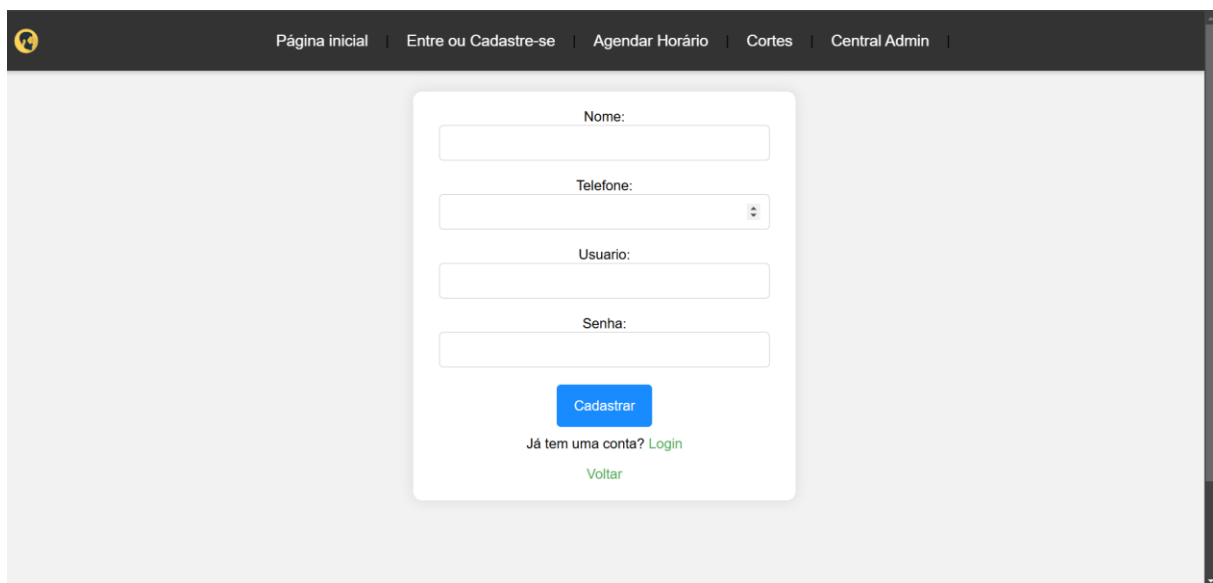 Página inicial | Entre ou Cadastre-se | Agendar Horário | Cortes | Central Admin |
Nome:
Telefone:
Usuario:
Senha:
Cadastrar
Já tem uma conta? Login
Voltar